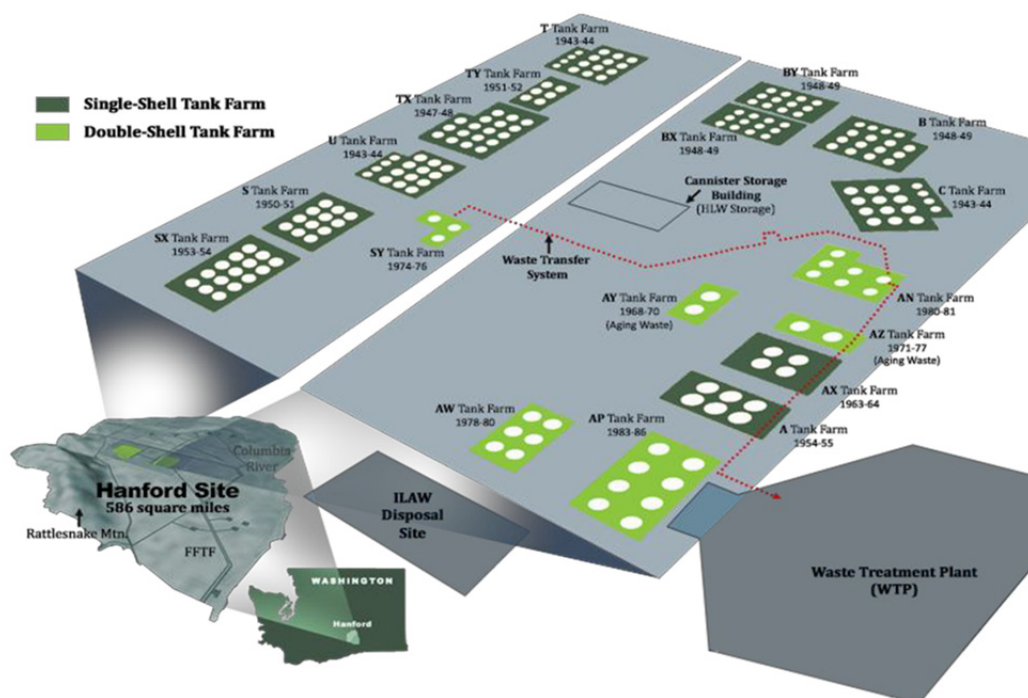 Single-Shell Tank Farm
Double-Shell Tank Farm
T Tank Farm
1943-44
TY Tank Farm
1951-52
TX Tank Farm
1947-48
U Tank Farm
1943-44
S Tank Farm
1950-51
SX Tank Farm
1953-54
SY Tank Farm
1974-76
BY Tank Farm
1948-49
BX Tank Farm
1948-49
B Tank Farm
1948-49
C Tank Farm
1943-44
Cannister Storage
Building
(HLW Storage)
Waste Transfer
System
AY Tank Farm
1968-70
(Aging Waste)
AN Tank Farm
1980-81
AZ Tank Farm
1971-77
(Aging Waste)
AX Tank Farm
1963-64
A Tank Farm
1954-55
AW Tank Farm
1978-80
AP Tank Farm
1983-86
Columbia
River
Hanford Site
586 square miles
Rattlesnake Mtn.
FFTF
ILAW
Disposal
Site
WASHINGTON
Hanford
Waste Treatment Plant
(WTP)